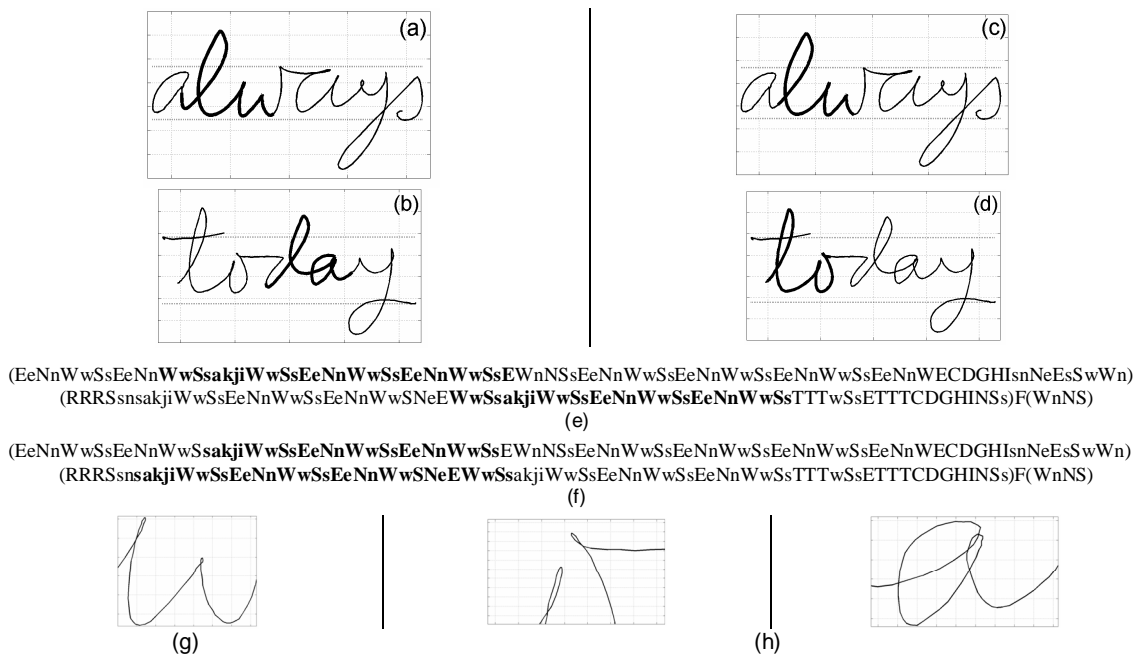 (a)
always
(c)
always
(b)
today
(d)
today
(EeNnWwSsEeNnWwSsakjiWwSsEeNnWwSsEeNnWwSsEWnNSsEeNnWwSsEeNnWwSsEeNnWwSsEeNnWECDGHIsnNeEsSwWn)
(RRRSsnsakjiWwSsEeNnWwSsEeNnWwSNeEWwSsakjiWwSsEeNnWwSsEeNnWwSsTTTwSsETTTCDGHINSs)F(WnNS)
(e)
(EeNnWwSsEeNnWwSsakjiWwSsEeNnWwSsEeNnWwSsEWnNSsEeNnWwSsEeNnWwSsEeNnWwSsEeNnWECDGHIsnNeEsSwWn)
(RRRSsnsakjiWwSsEeNnWwSsEeNnWwSNeEWwSsakjiWwSsEeNnWwSsEeNnWwSsTTTwSsETTTCDGHINSs)F(WnNS)
(f)
(g)
(h)